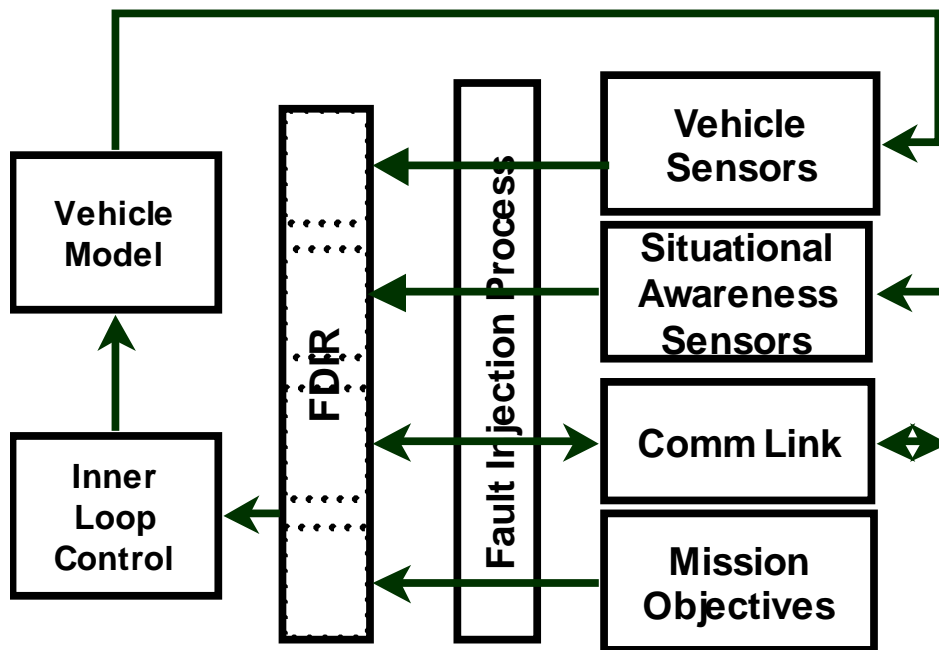 Vehicle
Model
Inner
Loop
Control
FDIR
Fault Injection Process
Vehicle
Sensors
Situational
Awareness
Sensors
Comm Link
Mission
Objectives